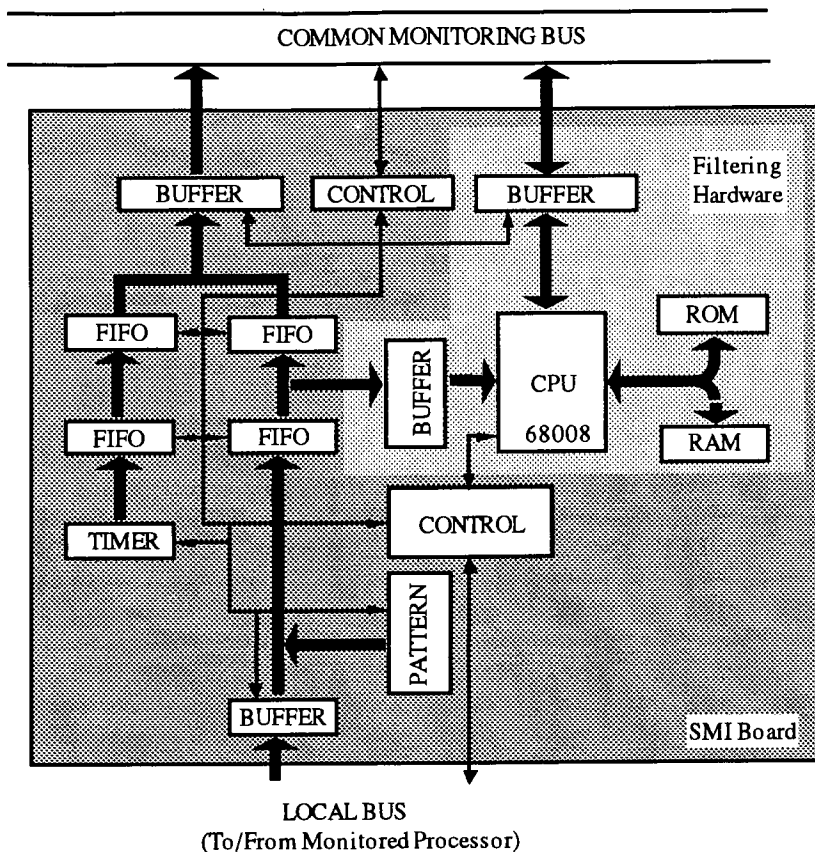 COMMON MONITORING BUS
Filtering
Hardware
BUFFER
CONTROL
BUFFER
FIFO
FIFO
BUFFER
CPU
68008
ROM
FIFO
FIFO
RAM
TIMER
CONTROL
PATTERN
BUFFER
SMI Board
LOCAL BUS
(To/From Monitored Processor)